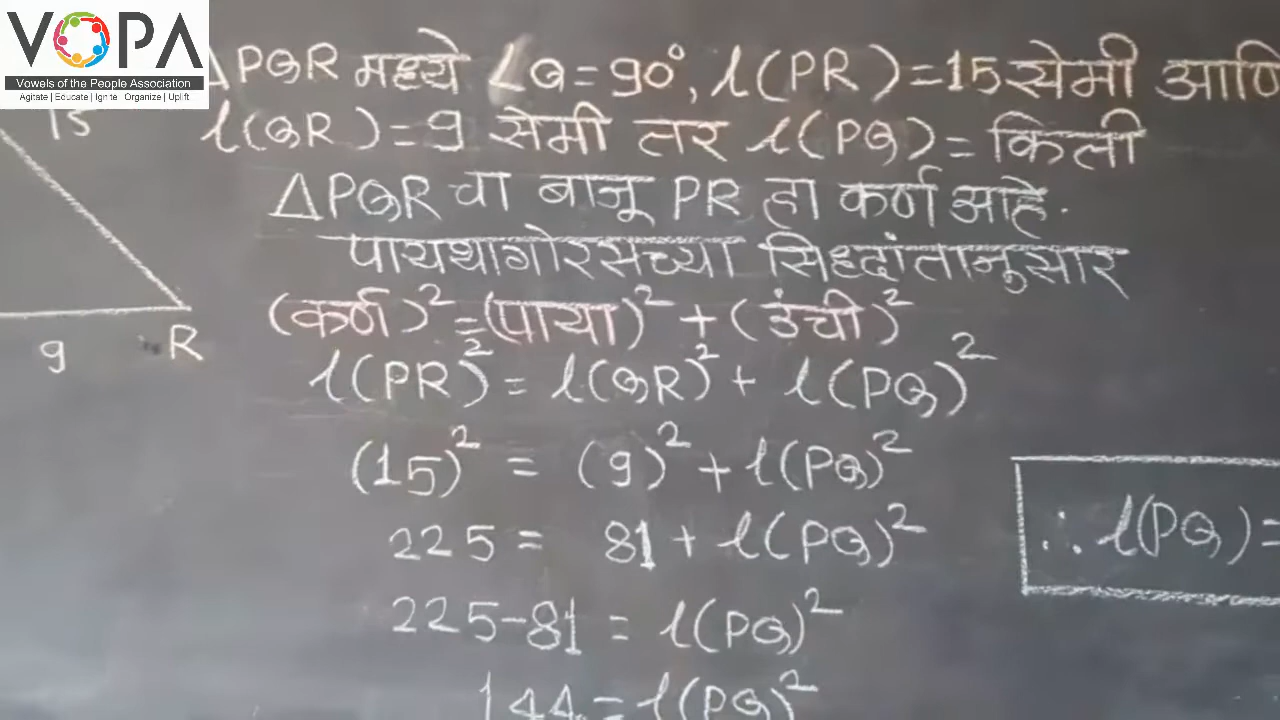 VOPA
Vowels of the People Association
Agitate | Educate | Ignite | Organize | Uplift
△PQR मध्ये ∠Q=90°, l(PR)=15 सेमी आणि
l(QR)=9 सेमी तर l(PQ)= किती
△PQR चा बाजू PR हा कर्ण आहे.
पायथागोरसच्या सिद्धांतानुसार
(कर्ण)²=(पाया)²+(उंची)²
l(PR)²= l(QR)²+ l(PQ)²
(15)² = (9)²+l(PQ)²
225 = 81+l(PQ)²
225-81 = l(PQ)²
144 = l(PQ)²
15
9 R
∴ l(PQ)=